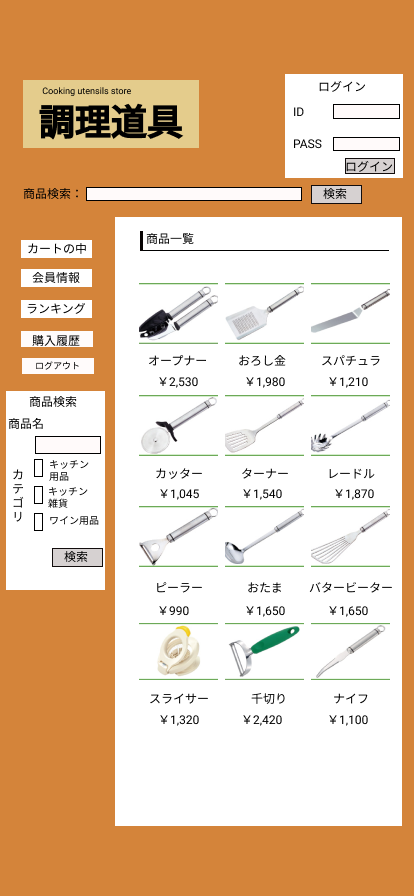 Cooking utensils store
調理道具
ログイン
ID
PASS
ログイン
商品検索：
検索
カートの中
会員情報
ランキング
購入履歴
ログアウト
商品検索
商品名
カテゴリ
キッチン
用品
キッチン
雑貨
ワイン用品
検索
商品一覧
オープナー おろし金 スパチュラ
￥2,530 ￥1,980 ￥1,210
カッター ターナー レードル
￥1,045 ￥1,540 ￥1,870
ピーラー おたま バタービーター
￥990 ￥1,650 ￥1,650
スライサー 千切り ナイフ
￥1,320 ￥2,420 ￥1,100